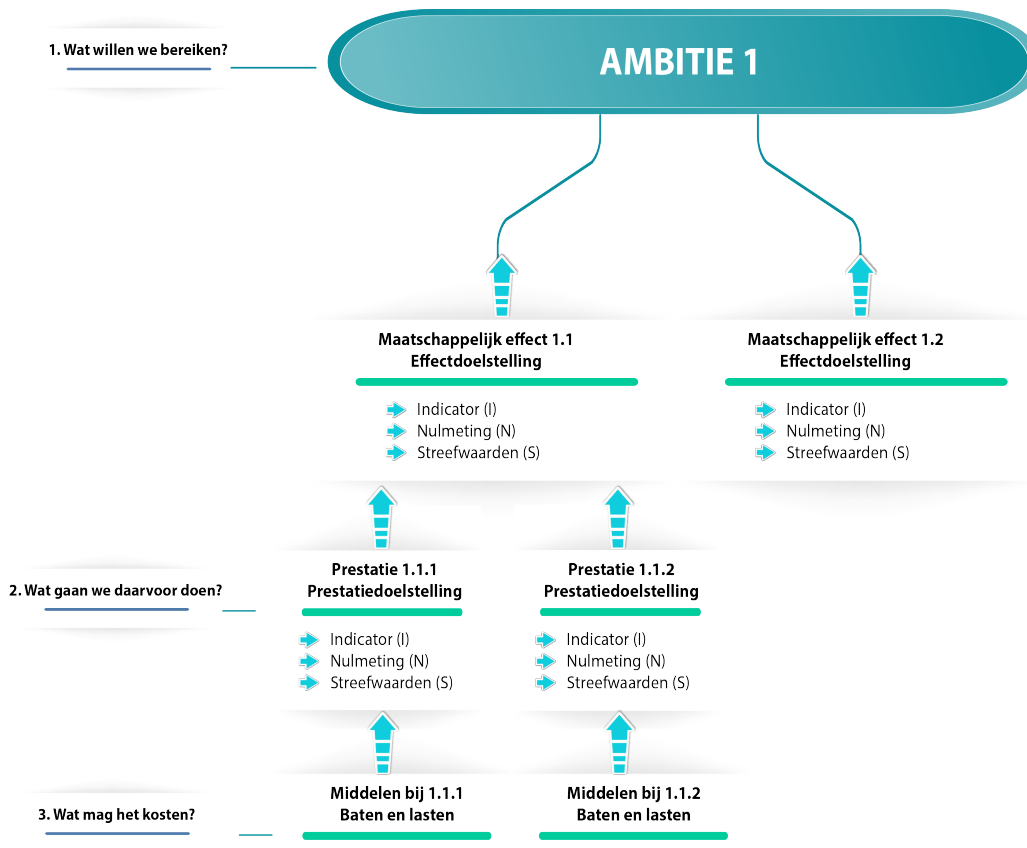 1. Wat willen we bereiken?
AMBITIE 1
Maatschappelijk effect 1.1
Effectdoelstelling
Indicator (I)
Nulmeting (N)
Streefwaarden (S)
Maatschappelijk effect 1.2
Effectdoelstelling
Indicator (I)
Nulmeting (N)
Streefwaarden (S)
2. Wat gaan we daarvoor doen?
Prestatie 1.1.1
Prestatiedoelstelling
Indicator (I)
Nulmeting (N)
Streefwaarden (S)
Prestatie 1.1.2
Prestatiedoelstelling
Indicator (I)
Nulmeting (N)
Streefwaarden (S)
3. Wat mag het kosten?
Middelen bij 1.1.1
Baten en lasten
Middelen bij 1.1.2
Baten en lasten